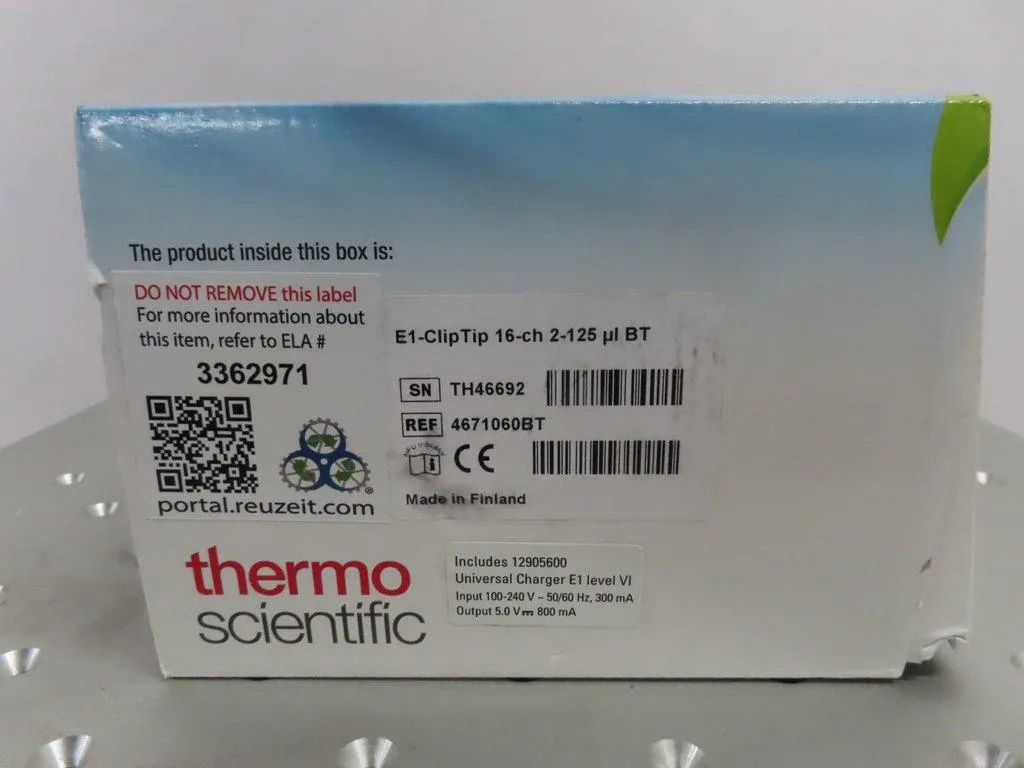 The product inside this box is:
DO NOT REMOVE this label
For more information about
this item, refer to ELA #
3362971
portal.reuzeit.com
E1-ClipTip 16-ch 2-125 µl BT
SN TH46692
REF 4671060BT
CE
Made in Finland
thermo
scientific
Includes 12905600
Universal Charger E1 level VI
Input 100-240 V ~ 50/60 Hz, 300 mA
Output 5.0 V⎓ 800 mA